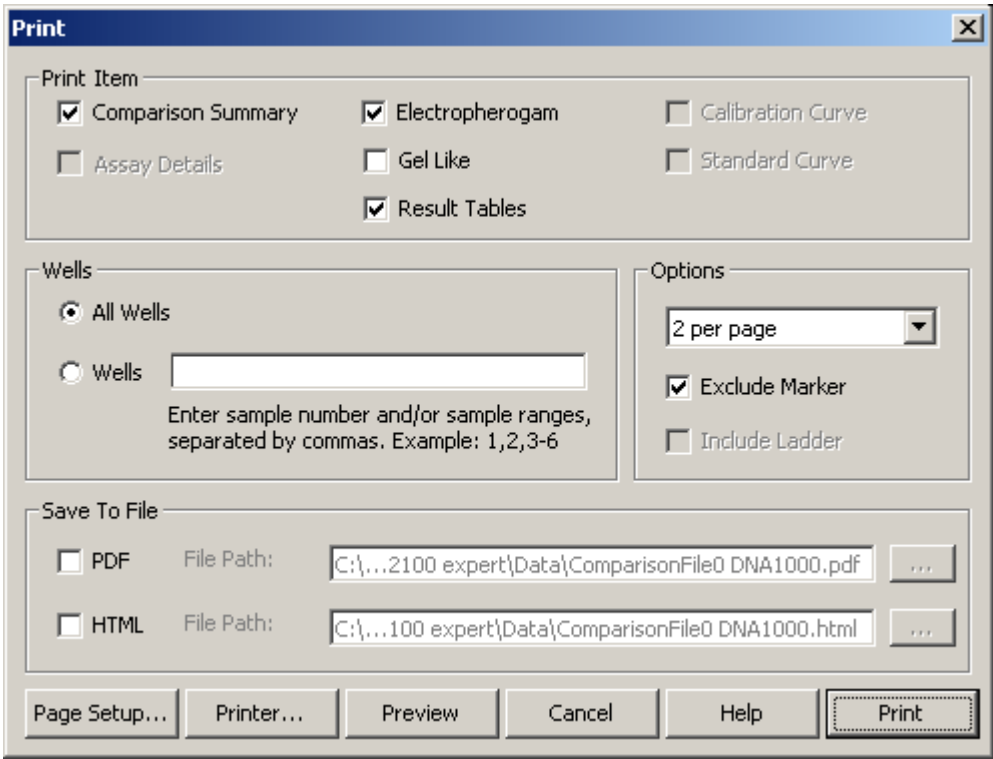 Print
Print Item
Comparison Summary
Electropherogam
Calibration Curve
Assay Details
Gel Like
Standard Curve
Result Tables
Wells
All Wells
Wells
Enter sample number and/or sample ranges,
separated by commas. Example: 1,2,3-6
Options
2 per page
Exclude Marker
Include Ladder
Save To File
PDF File Path: C:\...2100 expert\Data\ComparisonFile0 DNA1000.pdf ...
HTML File Path: C:\...100 expert\Data\ComparisonFile0 DNA1000.html ...
Page Setup... Printer... Preview Cancel Help Print